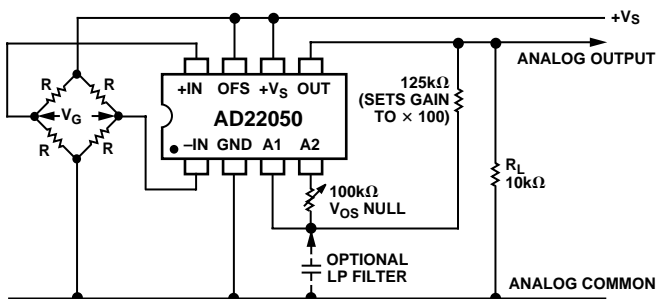 +VS
ANALOG OUTPUT
+IN OFS +VS OUT
AD22050
–IN GND A1 A2
R
R
VG
R
R
125kΩ
(SETS GAIN
TO × 100)
100kΩ
VOS NULL
RL
10kΩ
OPTIONAL
LP FILTER
ANALOG COMMON